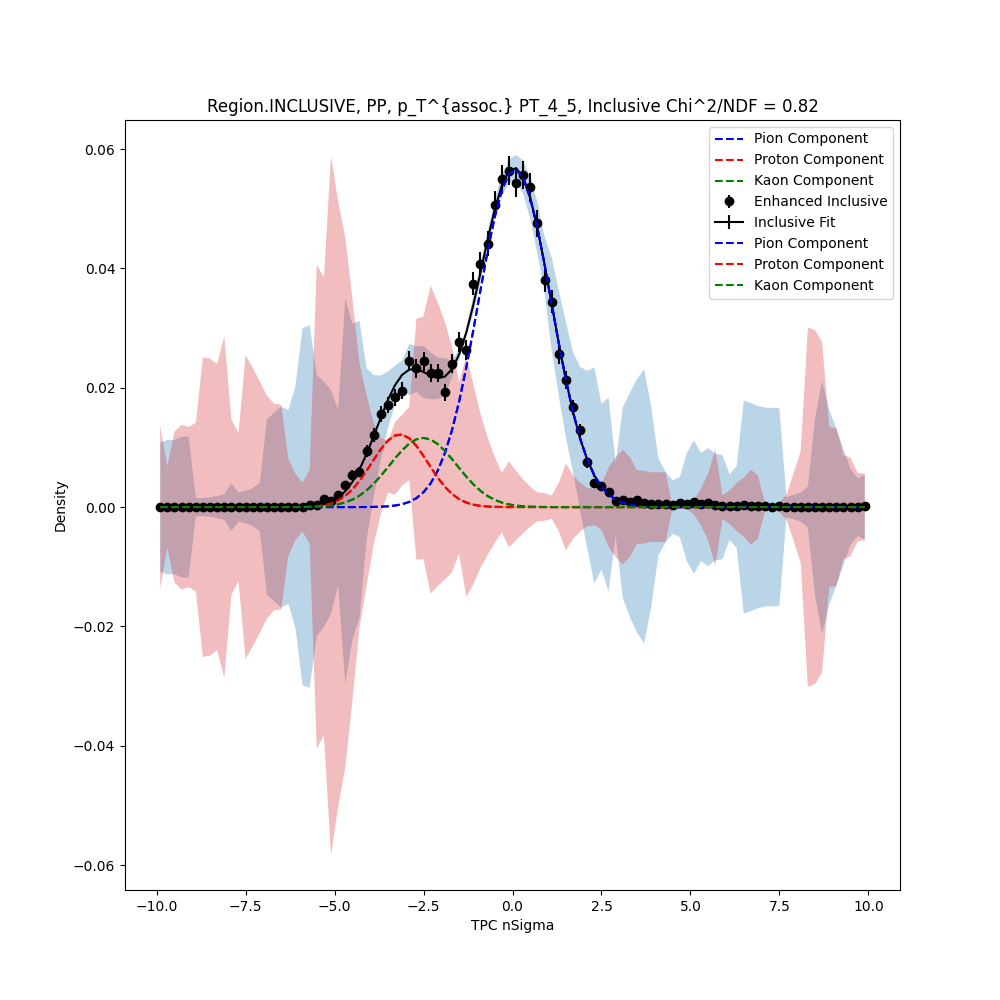 Region.INCLUSIVE, PP, p_T^{assoc.} PT_4_5, Inclusive Chi^2/NDF = 0.82
Pion Component
Proton Component
Kaon Component
Enhanced Inclusive
Inclusive Fit
Pion Component
Proton Component
Kaon Component
0.06
0.04
0.02
0.00
−0.02
−0.04
−0.06
Density
−10.0 −7.5 −5.0 −2.5 0.0 2.5 5.0 7.5 10.0
TPC nSigma